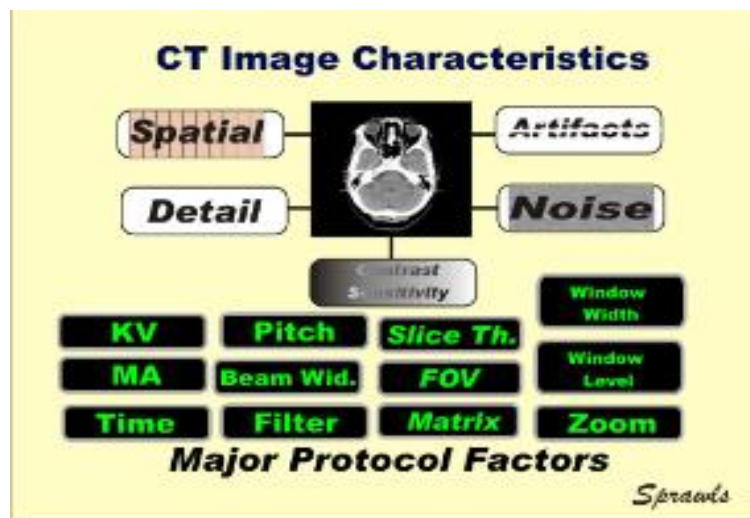 CT Image Characteristics
Spatial
Artifacts
Detail
Noise
Contrast
Sensitivity
Window
Width
KV
Pitch
Slice Th.
Window
Level
MA
Beam Wid.
FOV
Time
Filter
Matrix
Zoom
Major Protocol Factors
Sprawls